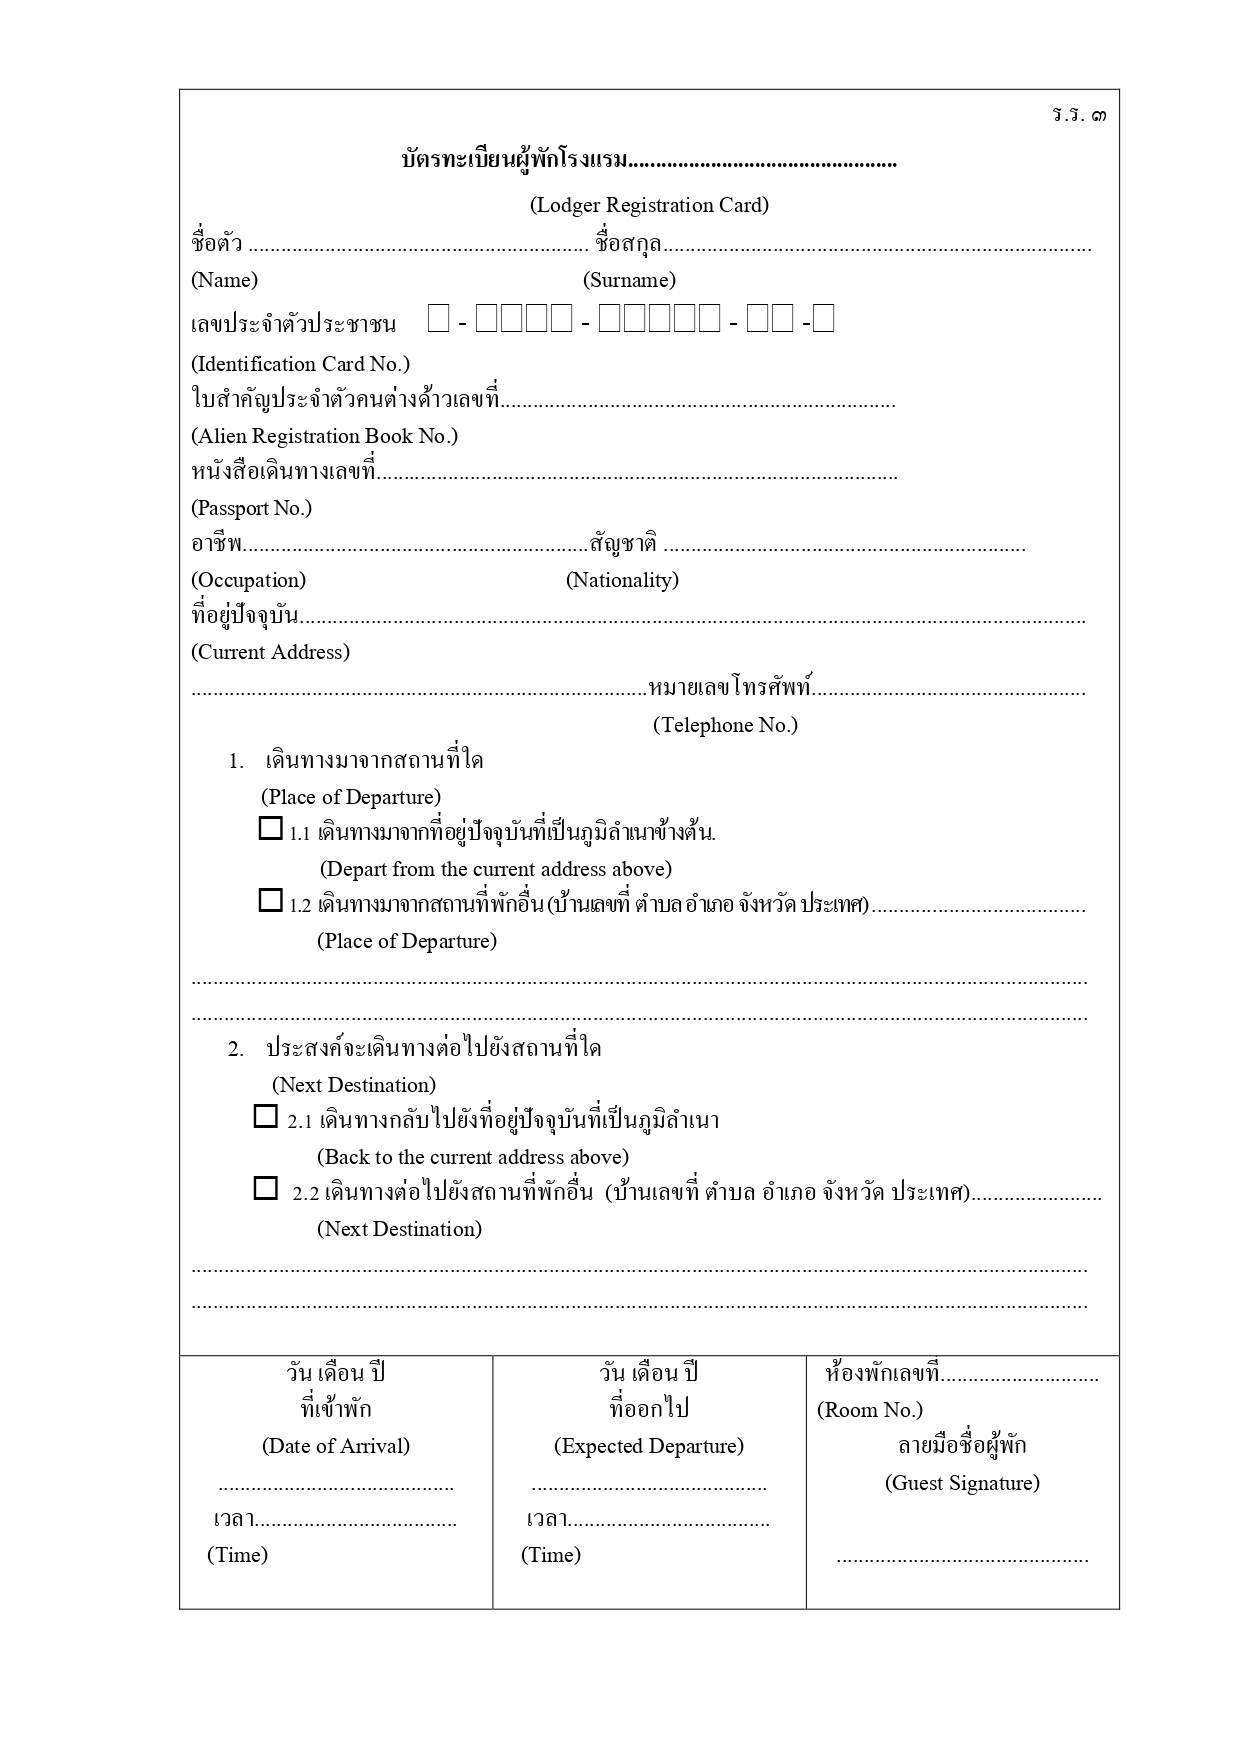 ร.ร. ๓
บัตรทะเบียนผู้พักโรงแรม.................................................
(Lodger Registration Card)
ชื่อตัว .............................................................. ชื่อสกุล..............................................................................
(Name) (Surname)
เลขประจำตัวประชาชน □ - □□□□ - □□□□□ - □□ -□
(Identification Card No.)
ใบสำคัญประจำตัวคนต่างด้าวเลขที่........................................................................
(Alien Registration Book No.)
หนังสือเดินทางเลขที่...............................................................................................
(Passport No.)
อาชีพ...............................................................สัญชาติ ..................................................................
(Occupation) (Nationality)
ที่อยู่ปัจจุบัน...............................................................................................................................................
(Current Address)
...................................................................................หมายเลขโทรศัพท์..................................................
(Telephone No.)
1. เดินทางมาจากสถานที่ใด
(Place of Departure)
□ 1.1 เดินทางมาจากที่อยู่ปัจจุบันที่เป็นภูมิลำเนาข้างต้น.
(Depart from the current address above)
□ 1.2 เดินทางมาจากสถานที่พักอื่น (บ้านเลขที่ ตำบล อำเภอ จังหวัด ประเทศ).......................................
(Place of Departure)
...................................................................................................................................................................
...................................................................................................................................................................
2. ประสงค์จะเดินทางต่อไปยังสถานที่ใด
(Next Destination)
□ 2.1 เดินทางกลับไปยังที่อยู่ปัจจุบันที่เป็นภูมิลำเนา
(Back to the current address above)
□ 2.2 เดินทางต่อไปยังสถานที่พักอื่น (บ้านเลขที่ ตำบล อำเภอ จังหวัด ประเทศ)........................
(Next Destination)
...................................................................................................................................................................
...................................................................................................................................................................
วัน เดือน ปี
ที่เข้าพัก
(Date of Arrival)
...........................................
เวลา.....................................
(Time)
วัน เดือน ปี
ที่ออกไป
(Expected Departure)
...........................................
เวลา.....................................
(Time)
ห้องพักเลขที่.............................
(Room No.)
ลายมือชื่อผู้พัก
(Guest Signature)
..............................................